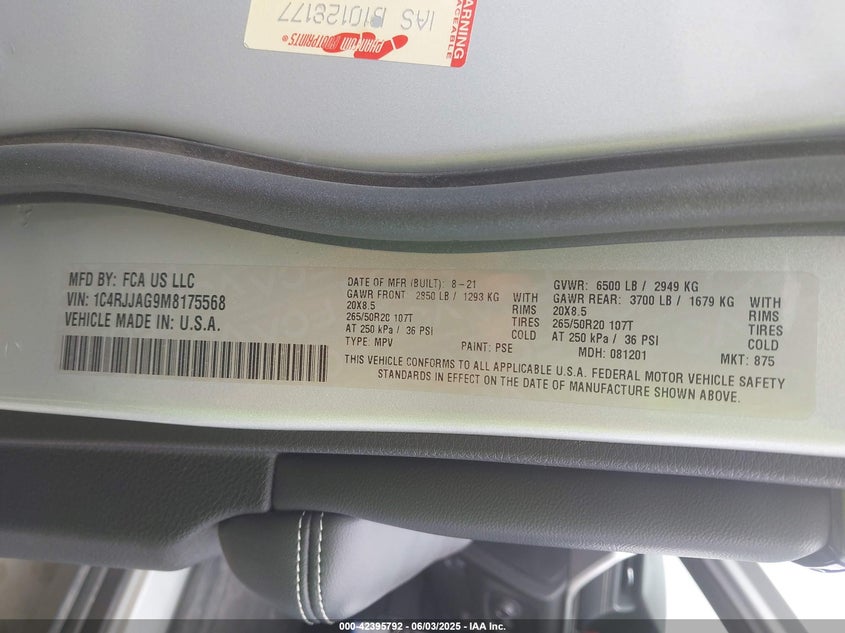 WARNING
IAS B10129177
PHANTOM FOOTPRINTS®
MFD BY: FCA US LLC
VIN: 1C4RJJAG9M8175568
VEHICLE MADE IN: U.S.A.
DATE OF MFR (BUILT): 8-21
GAWR FRONT 2950 LB / 1293 KG WITH
20X8.5 RIMS
265/50R20 107T TIRES
AT 250 kPa / 36 PSI COLD
TYPE: MPV PAINT: PSE
GVWR: 6500 LB / 2949 KG
GAWR REAR: 3700 LB / 1679 KG WITH
20X8.5 RIMS
265/50R20 107T TIRES
AT 250 kPa / 36 PSI COLD
MDH: 081201 MKT: 875
THIS VEHICLE CONFORMS TO ALL APPLICABLE U.S.A. FEDERAL MOTOR VEHICLE SAFETY
STANDARDS IN EFFECT ON THE DATE OF MANUFACTURE SHOWN ABOVE.
000-42395792 - 06/03/2025 - IAA Inc.